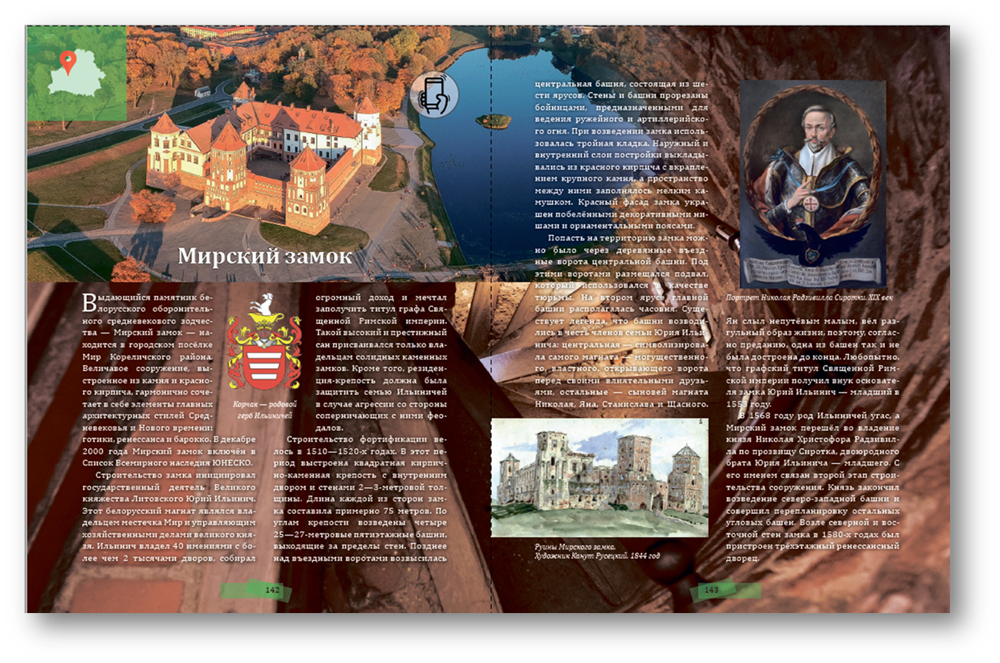 Мирский замок
Выдающийся памятник бе-
лорусского оборонитель-
ного средневекового зодчес-
тва — Мирский замок — на-
ходится в городском посёлке
Мир Кореличского района.
Величавое сооружение, вы-
строенное из камня и красно-
го кирпича, гармонично соче-
тает в себе элементы главных
архитектурных стилей Сред-
невековья и Нового времени:
готики, ренессанса и барокко. В декабре
2000 года Мирский замок включён в
Список Всемирного наследия ЮНЕСКО.
Строительство замка инициировал
государственный деятель Великого
княжества Литовского Юрий Ильинич.
Этот белорусский магнат являлся вла-
дельцем местечка Мир и управляющим
хозяйственными делами великого кня-
зя. Ильинич владел 40 имениями с бо-
лее чем 2 тысячами дворов, собирал
Корчак — родовой
герб Ильиничей
огромный доход и мечтал
заполучить титул графа Свя-
щенной Римской империи.
Такой высокий и престижный
сан присваивался только вла-
дельцам солидных каменных
замков. Кроме того, резиден-
ция-крепость должна была
защитить семью Ильиничей
в случае агрессии со стороны
соперничающих с ними фео-
далов.
Строительство фортификации ве-
лось в 1510—1520-х годах. В этот пе-
риод выстроена квадратная кирпич-
но-каменная крепость с внутренним
двором и стенами 2—3-метровой тол-
щины. Длина каждой из сторон зам-
ка составила примерно 75 метров. По
углам крепости возведены четыре
25—27-метровые пятиэтажные башни,
выходящие за пределы стен. Позднее
над въездными воротами возвысилась
142
центральная башня, состоящая из ше-
сти ярусов. Стены и башни прорезаны
бойницами, предназначенными для
ведения ружейного и артиллерийско-
го огня. При возведении замка исполь-
зовалась тройная кладка. Наружный и
внутренний слои постройки выклады-
вались из красного кирпича с вкрапле-
нием крупного камня, а пространство
между ними заполнялось мелким ка-
мушком. Красный фасад замка укра-
шен побелёнными декоративными ни-
шами и орнаментальными поясами.
Попасть на территорию замка мож-
но было через деревянные въезд-
ные ворота центральной башни. Под
этими воротами размещался подвал,
который использовался в качестве
тюрьмы. На втором ярусе главной
башни располагалась часовня. Суще-
ствует легенда, что башни возводи-
лись в честь членов семьи Юрия Ильи-
нича: центральная — символизирова-
ла самого магната — могущественно-
го, властного, открывающего ворота
перед своими влиятельными друзь-
ями, остальные — сыновей магната
Николая, Яна, Станислава и Щасного.
Руины Мирского замка.
Художник Канут Русецкий. 1844 год
Портрет Николая Радзивилла Сиротки. XIX век
Ян слыл непутёвым малым, вёл раз-
гульный образ жизни, поэтому, соглас-
но преданию, одна из башен так и не
была достроена до конца. Любопытно,
что графский титул Священной Рим-
ской империи получил внук основате-
ля замка Юрий Ильинич — младший в
1553 году.
В 1568 году род Ильиничей угас, а
Мирский замок перешёл во владение
князя Николая Христофора Радзивил-
ла по прозвищу Сиротка, двоюродного
брата Юрия Ильинича — младшего. С
его именем связан второй этап строи-
тельства сооружения. Князь закончил
возведение северо-западной башни и
совершил перепланировку остальных
угловых башен. Возле северной и вос-
точной стен замка в 1580-х годах был
пристроен трёхэтажный ренессансный
дворец.
143